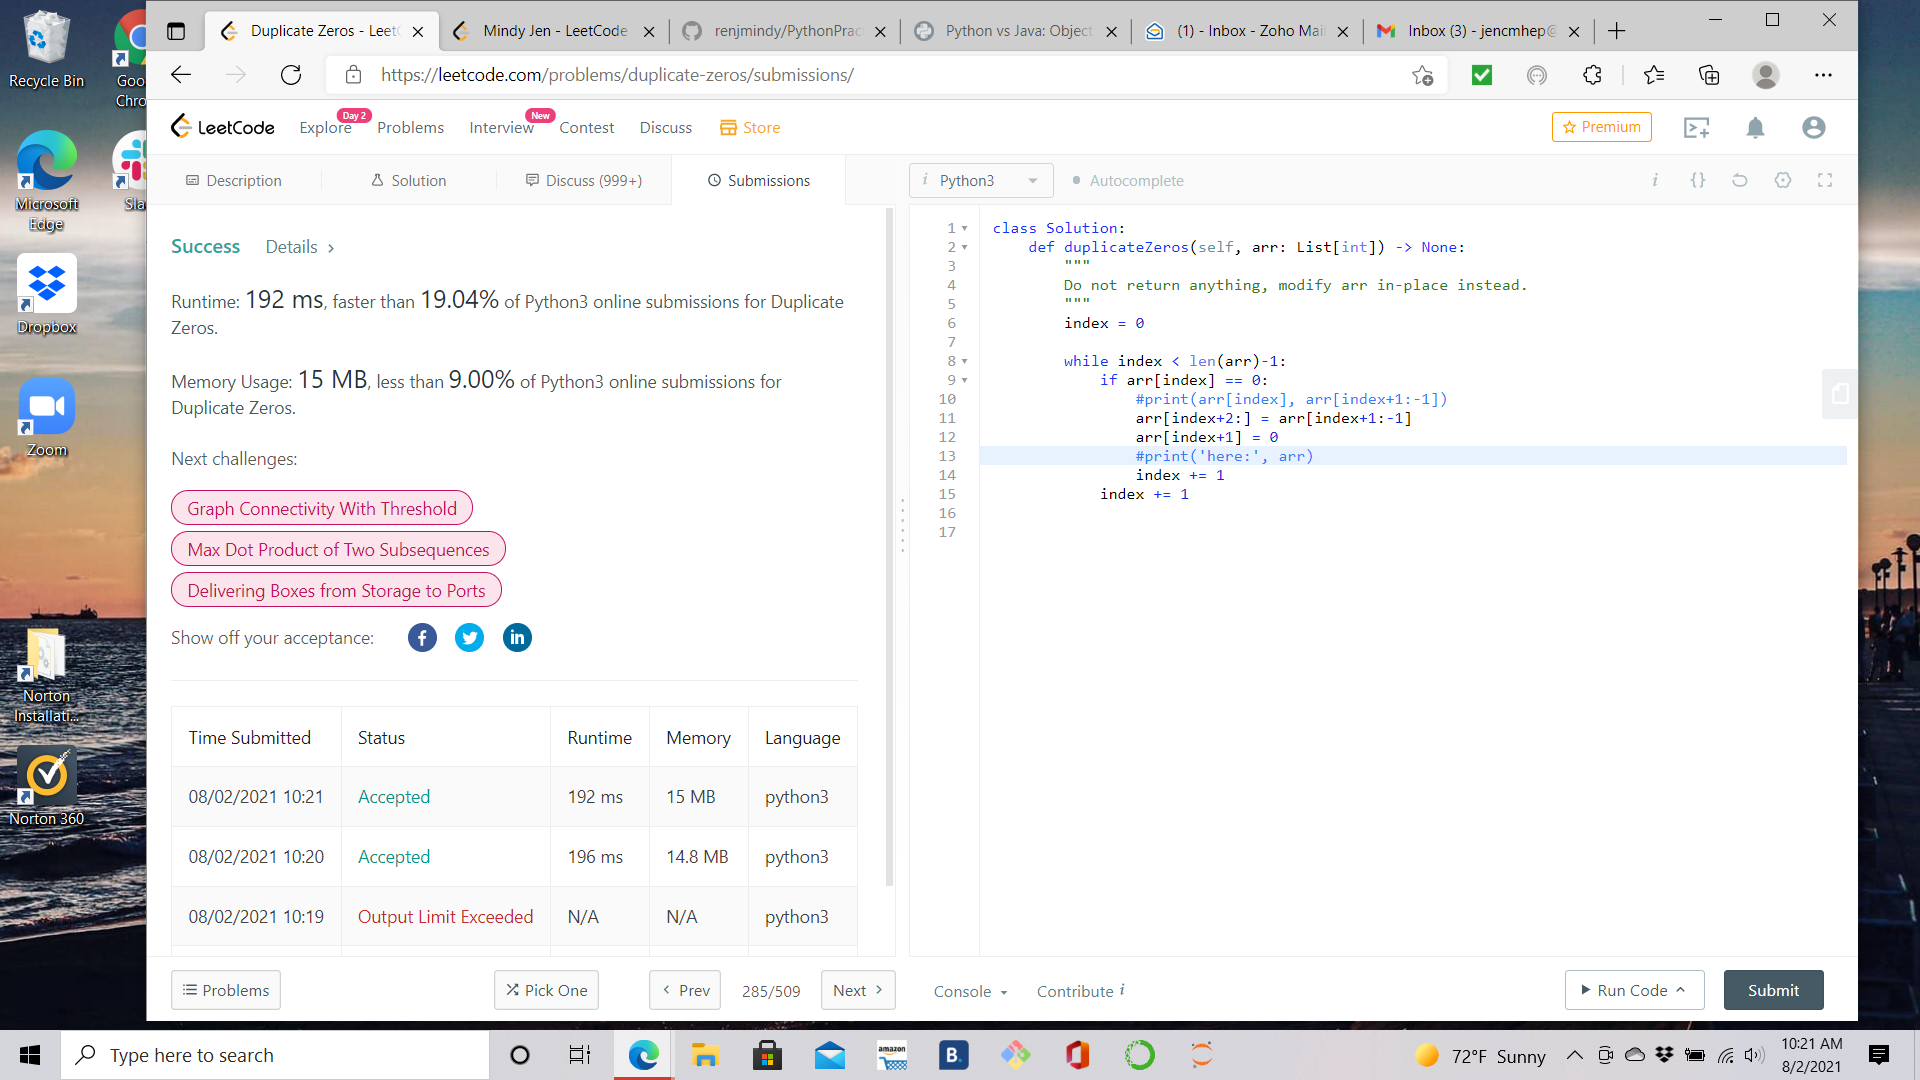 Recycle Bin
Goo
Chro
Microsoft
Edge
Sla
Dropbox
Zoom
Norton
Installati...
Norton 360
Duplicate Zeros - LeetC
Mindy Jen - LeetCode
renjmindy/PythonPrac
Python vs Java: Object
(1) - Inbox - Zoho Mail
Inbox (3) - jencmhep@
https://leetcode.com/problems/duplicate-zeros/submissions/
LeetCode
Explore
Day 2
Problems
Interview
New
Contest
Discuss
Store
Premium
Description
Solution
Discuss (999+)
Submissions
i Python3
Autocomplete
i {}
Success Details >
Runtime: 192 ms, faster than 19.04% of Python3 online submissions for Duplicate
Zeros.
Memory Usage: 15 MB, less than 9.00% of Python3 online submissions for
Duplicate Zeros.
Next challenges:
Graph Connectivity With Threshold
Max Dot Product of Two Subsequences
Delivering Boxes from Storage to Ports
Show off your acceptance:
f
in
Time Submitted Status Runtime Memory Language
08/02/2021 10:21 Accepted 192 ms 15 MB python3
08/02/2021 10:20 Accepted 196 ms 14.8 MB python3
08/02/2021 10:19 Output Limit Exceeded N/A N/A python3
1 class Solution:
2 def duplicateZeros(self, arr: List[int]) -> None:
3 """
4 Do not return anything, modify arr in-place instead.
5 """
6 index = 0
7
8 while index < len(arr)-1:
9 if arr[index] == 0:
10 #print(arr[index], arr[index+1:-1])
11 arr[index+2:] = arr[index+1:-1]
12 arr[index+1] = 0
13 #print('here:', arr)
14 index += 1
15 index += 1
16
17
Problems
Pick One
< Prev
285/509
Next >
Console
Contribute i
Run Code
Submit
Type here to search
amazon
B.
72°F Sunny
10:21 AM
8/2/2021